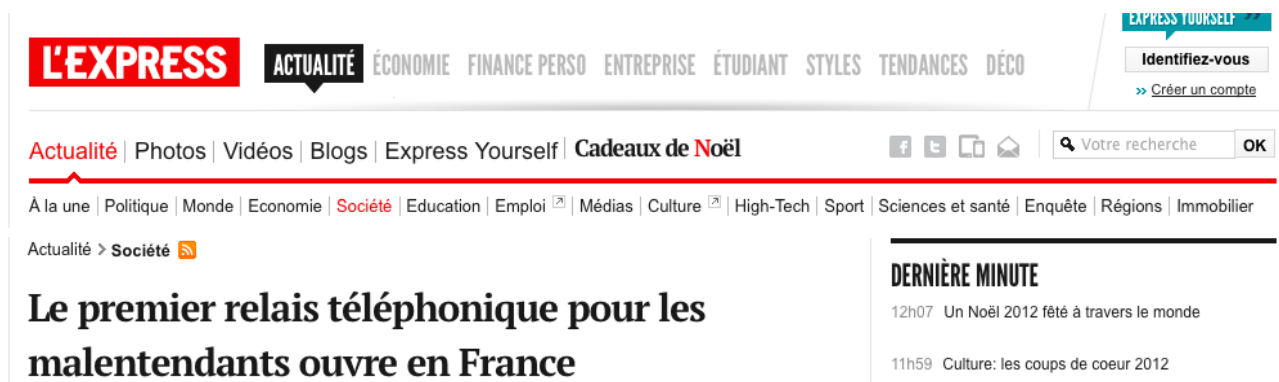 EXPRESS YOURSELF >>
L'EXPRESS ACTUALITÉ ÉCONOMIE FINANCE PERSO ENTREPRISE ÉTUDIANT STYLES TENDANCES DÉCO
Identifiez-vous
>> Créer un compte
Actualité | Photos | Vidéos | Blogs | Express Yourself | Cadeaux de Noël
Votre recherche OK
À la une | Politique | Monde | Economie | Société | Education | Emploi | Médias | Culture | High-Tech | Sport | Sciences et santé | Enquête | Régions | Immobilier
Actualité > Société
Le premier relais téléphonique pour les
malentendants ouvre en France
DERNIÈRE MINUTE
12h07 Un Noël 2012 fêté à travers le monde
11h59 Culture: les coups de coeur 2012